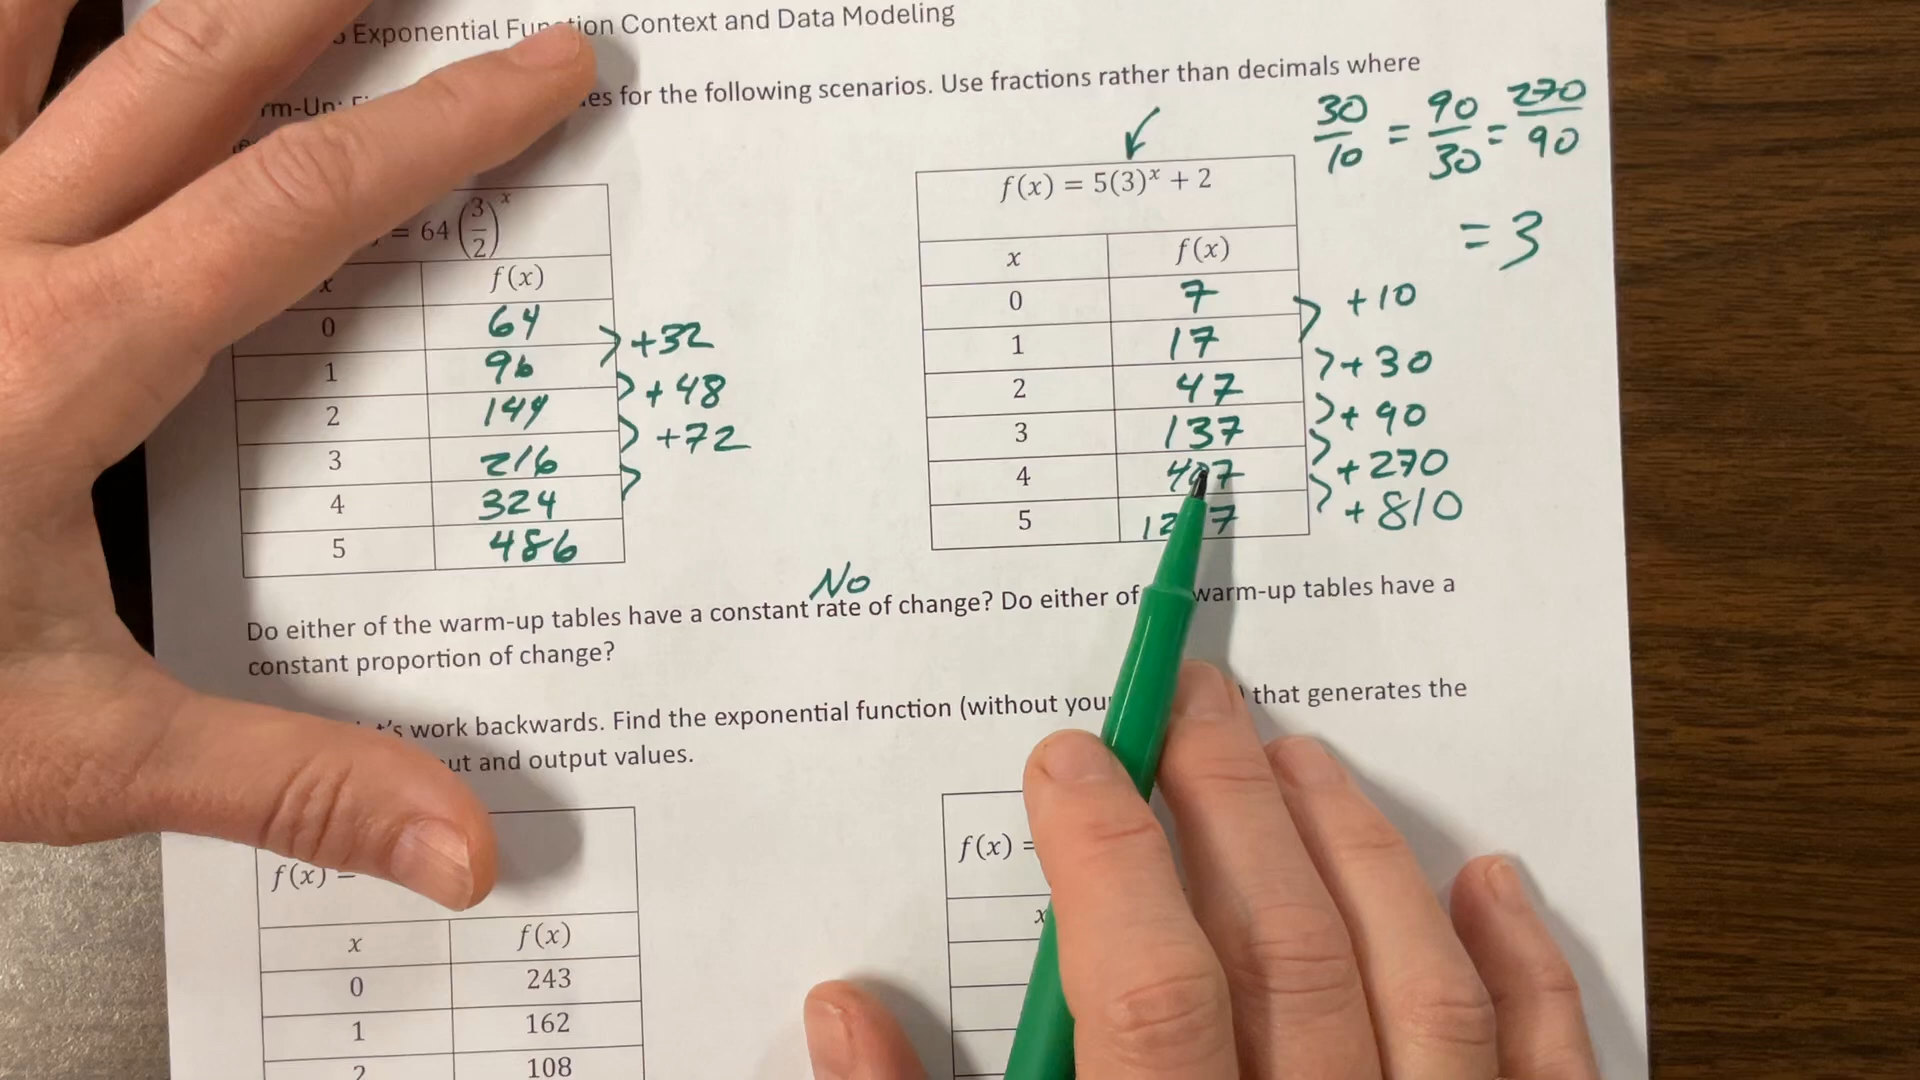 Exponential Function Context and Data Modeling
rm-Up: for the following scenarios. Use fractions rather than decimals where
30/10 = 90/30 = 270/90
= 3
= 64 (3/2)^x
x f(x)
0 64
1 96
2 144
3 216
4 324
5 486
+32
+48
+72
f(x) = 5(3)^x + 2
x f(x)
0 7
1 17
2 47
3 137
4 407
5
+10
+30
+90
+270
+810
No
Do either of the warm-up tables have a constant rate of change? Do either of warm-up tables have a
constant proportion of change?
work backwards. Find the exponential function (without that generates the
and output values.
f(x) =
x f(x)
0 243
1 162
2 108
f(x) =
x